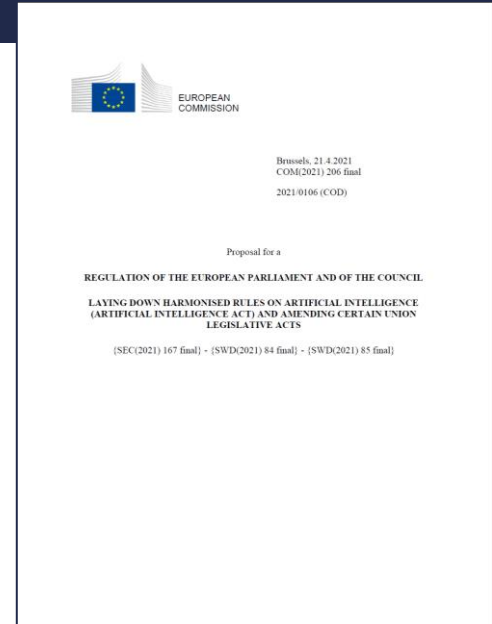 EUROPEAN
COMMISSION
Brussels, 21.4.2021
COM(2021) 206 final
2021/0106 (COD)
Proposal for a
REGULATION OF THE EUROPEAN PARLIAMENT AND OF THE COUNCIL
LAYING DOWN HARMONISED RULES ON ARTIFICIAL INTELLIGENCE
(ARTIFICIAL INTELLIGENCE ACT) AND AMENDING CERTAIN UNION
LEGISLATIVE ACTS
{SEC(2021) 167 final} - {SWD(2021) 84 final} - {SWD(2021) 85 final}